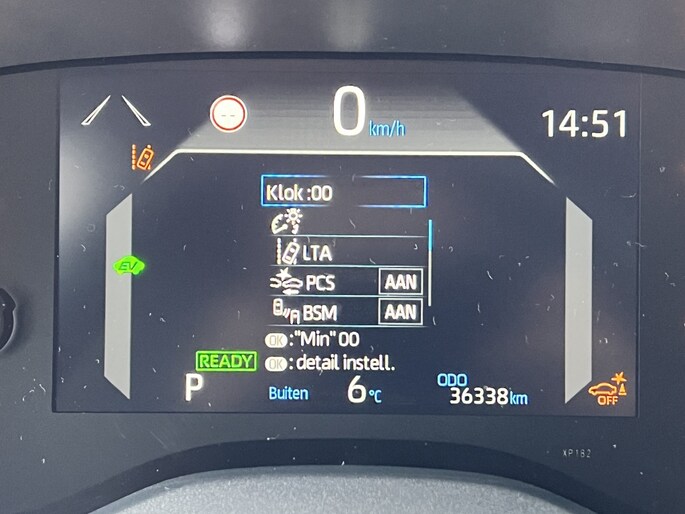 --
0 km/h
14:51
Klok :00
LTA
EV
PCS AAN
BSM AAN
OK :"Min" 00
READY OK : detail instell.
P Buiten 6°C ODO 36338 km
OFF
XP182